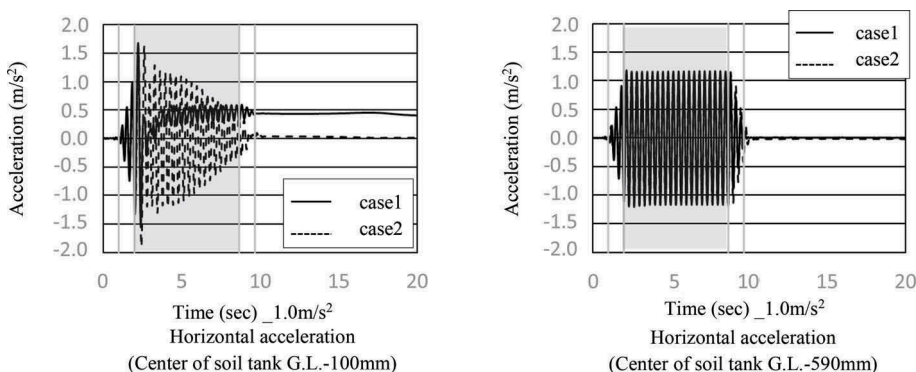 Acceleration (m/s²)
2.0
1.5
1.0
0.5
0.0
-0.5
-1.0
-1.5
-2.0
case1
case2
0
5
10
15
20
Time (sec) _1.0m/s²
Horizontal acceleration
(Center of soil tank G.L.-100mm)
Acceleration (m/s²)
2.0
1.5
1.0
0.5
0.0
-0.5
-1.0
-1.5
-2.0
case1
case2
0
5
10
15
20
Time (sec) _1.0m/s²
Horizontal acceleration
(Center of soil tank G.L.-590mm)